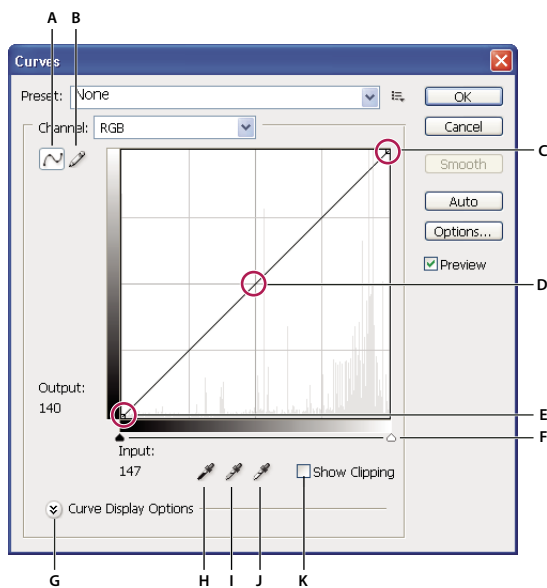 A B
Curves
Preset: None
OK
Channel: RGB
Cancel
C
Smooth
Auto
Options...
Preview
D
Output:
140
E
F
Input:
147
Show Clipping
Curve Display Options
G H I J K